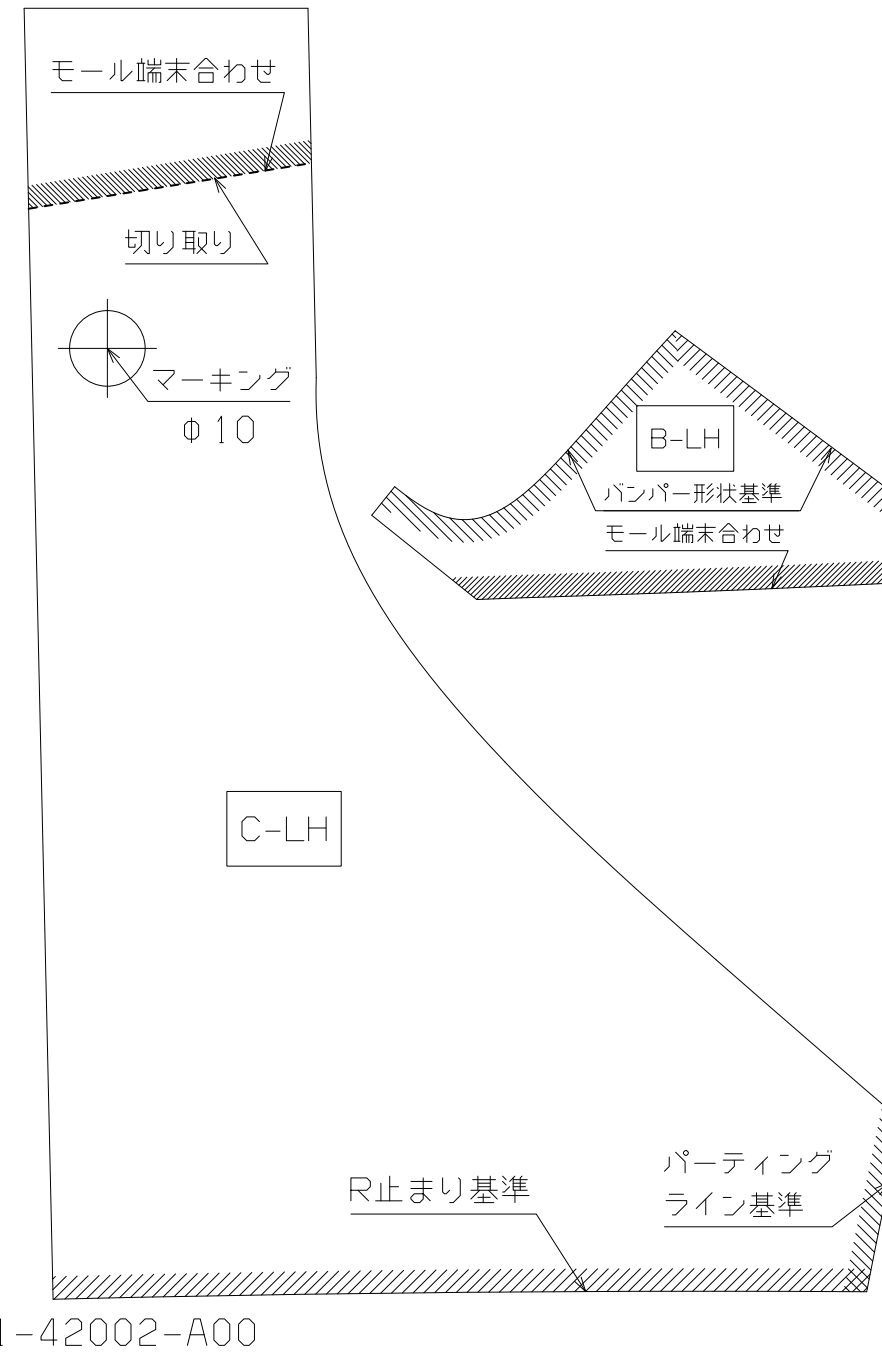 モール端末合わせ
切り取り
マーキング
φ10
B-LH
バンパー形状基準
モール端末合わせ
C-LH
R止まり基準
パーティング
ライン基準
1-42002-A00